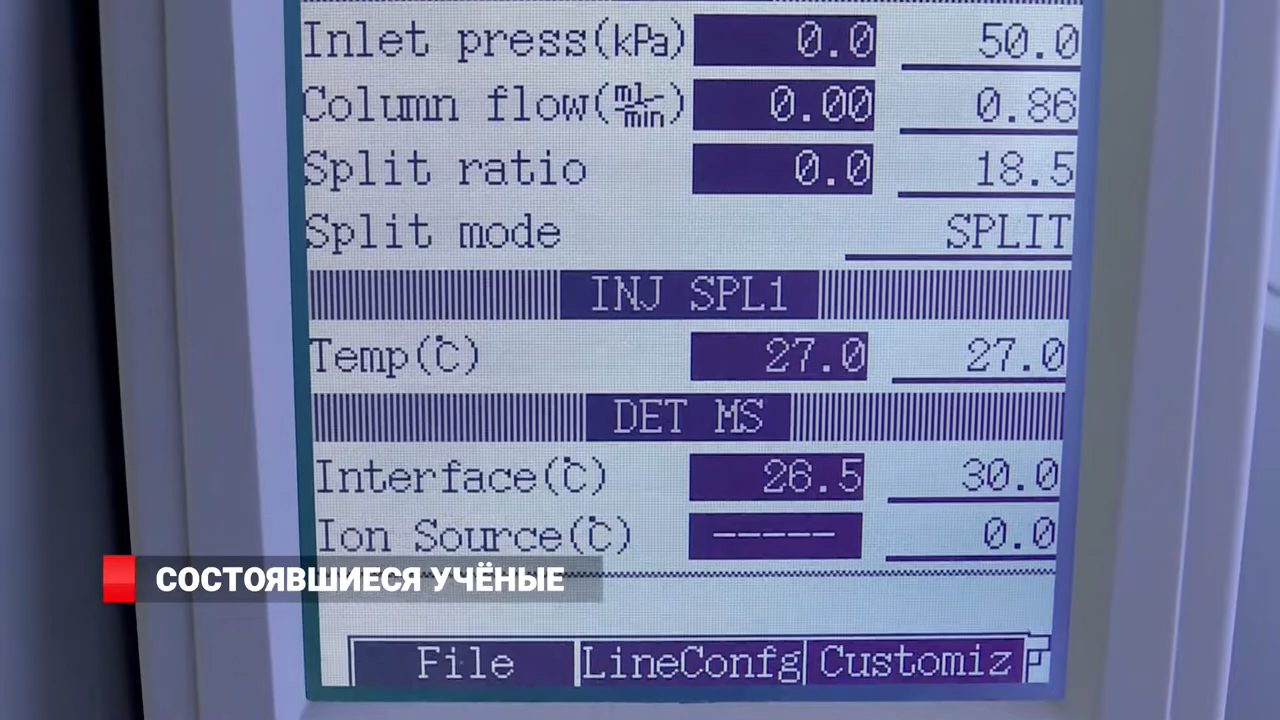 Inlet press(kPa) 0.0 50.0
Column flow(ml/min) 0.00 0.86
Split ratio 0.0 18.5
Split mode SPLIT
INJ SPL1
Temp(℃) 27.0 27.0
DET MS
Interface(℃) 26.5 30.0
Ion Source(℃) ----- 0.0
СОСТОЯВШИЕСЯ УЧЁНЫЕ
File LineConfg Customiz